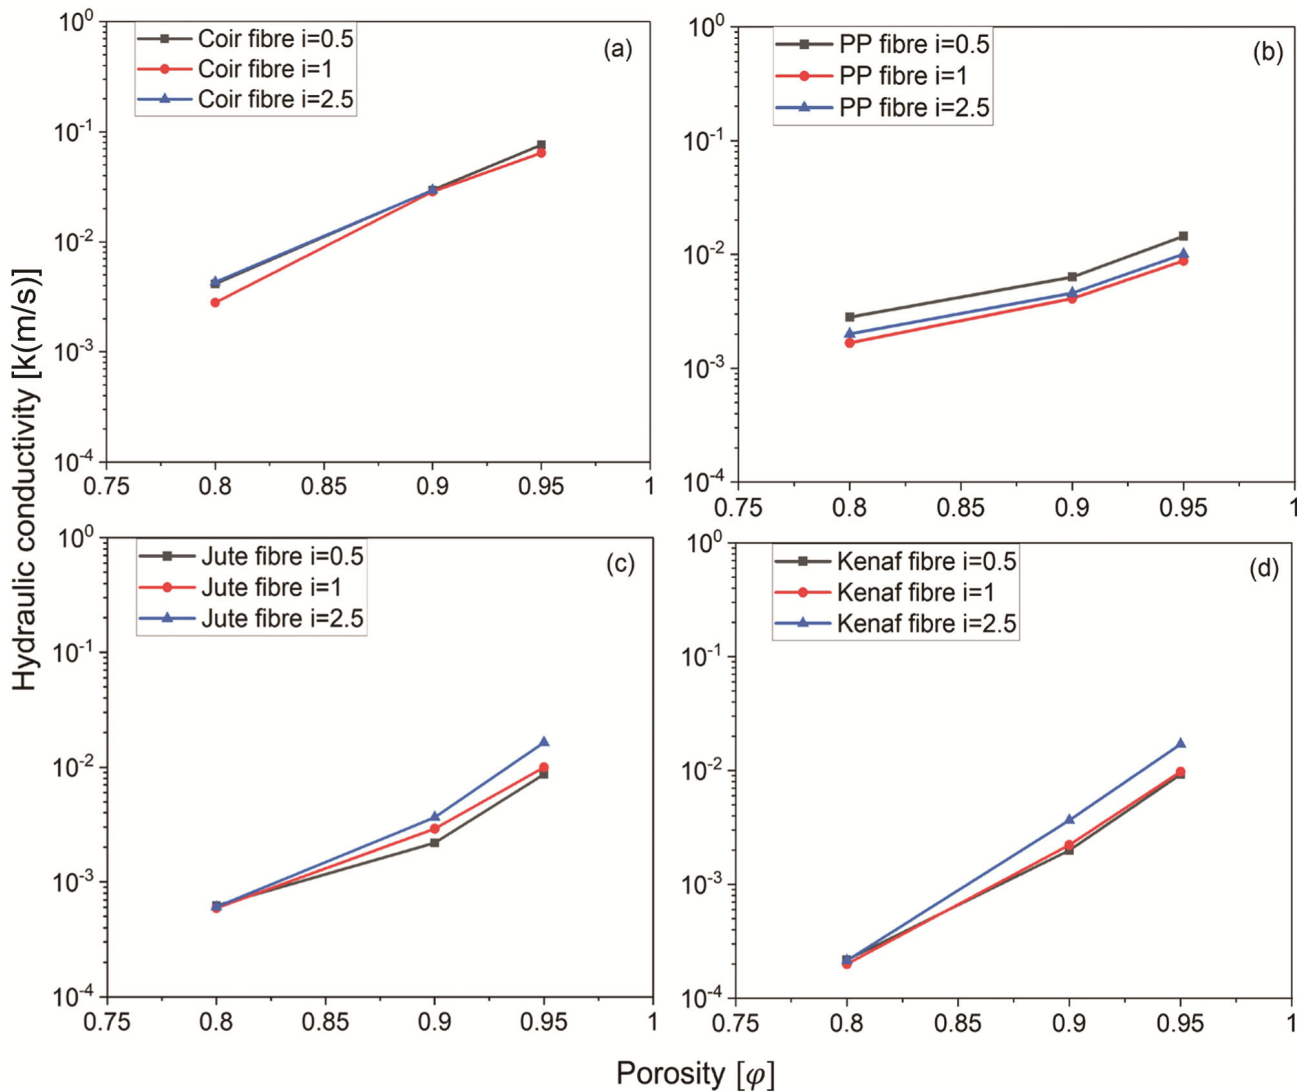 Hydraulic conductivity [k(m/s)]
10⁰
10⁻¹
10⁻²
10⁻³
10⁻⁴
Coir fibre i=0.5
Coir fibre i=1
Coir fibre i=2.5
(a)
0.75 0.8 0.85 0.9 0.95 1
10⁰
10⁻¹
10⁻²
10⁻³
10⁻⁴
PP fibre i=0.5
PP fibre i=1
PP fibre i=2.5
(b)
0.75 0.8 0.85 0.9 0.95 1
10⁰
10⁻¹
10⁻²
10⁻³
10⁻⁴
Jute fibre i=0.5
Jute fibre i=1
Jute fibre i=2.5
(c)
0.75 0.8 0.85 0.9 0.95 1
10⁰
10⁻¹
10⁻²
10⁻³
10⁻⁴
Kenaf fibre i=0.5
Kenaf fibre i=1
Kenaf fibre i=2.5
(d)
0.75 0.8 0.85 0.9 0.95 1
Porosity [φ]